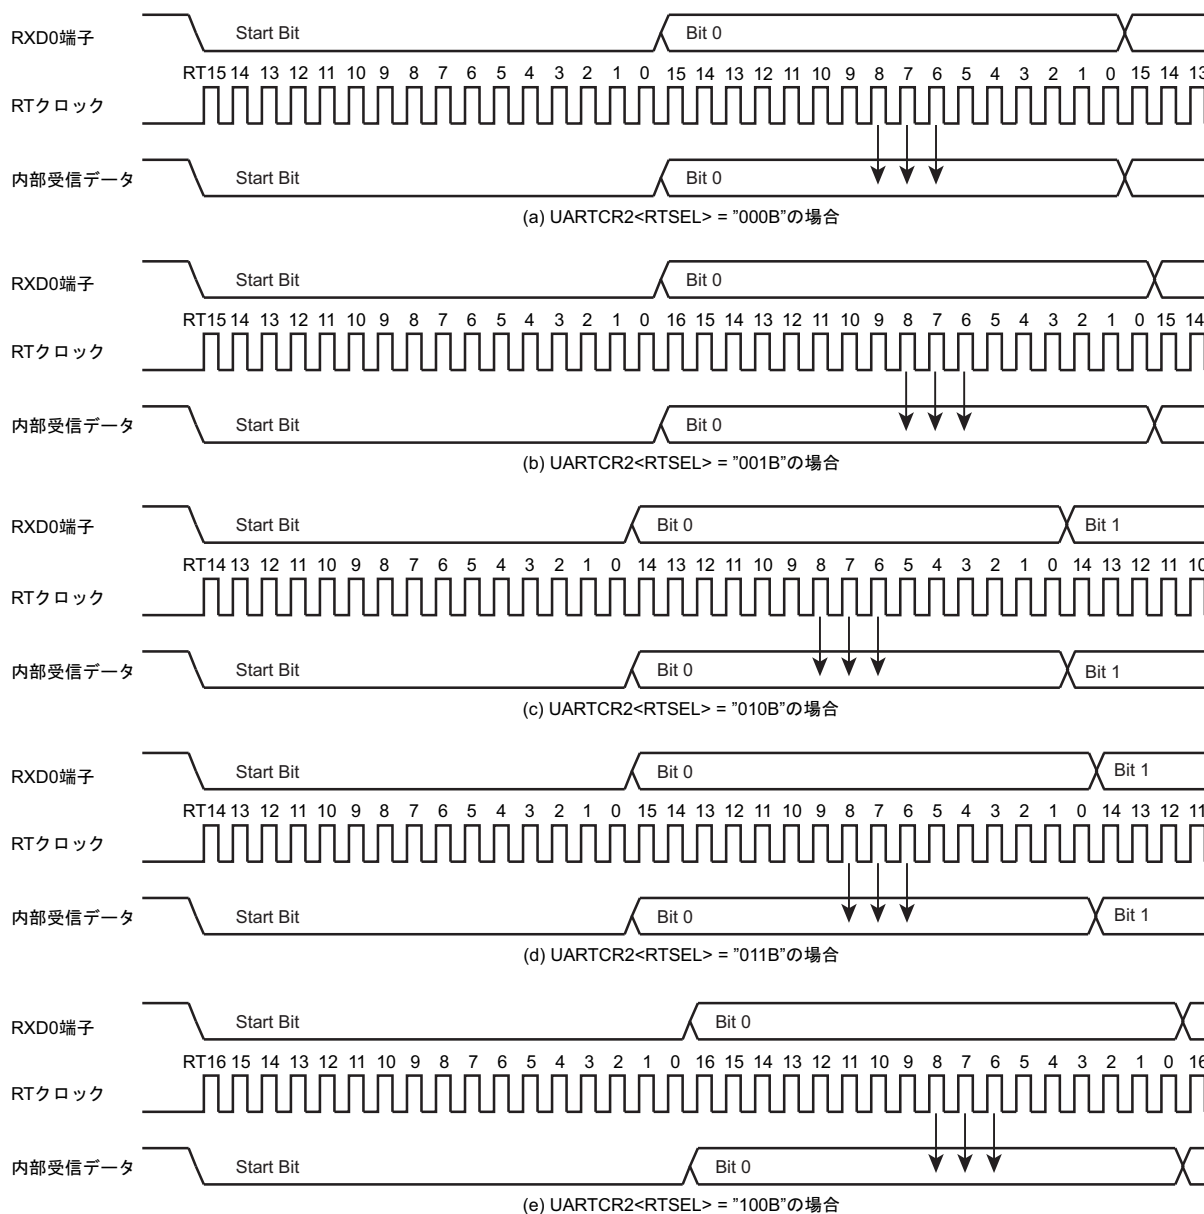 RXD0端子 Start Bit Bit 0
RT15 14 13 12 11 10 9 8 7 6 5 4 3 2 1 0 15 14 13 12 11 10 9 8 7 6 5 4 3 2 1 0 15 14 13
RTクロック
内部受信データ Start Bit Bit 0
(a) UARTCR2<RTSEL> = ”000B”の場合
RXD0端子 Start Bit Bit 0
RT15 14 13 12 11 10 9 8 7 6 5 4 3 2 1 0 16 15 14 13 12 11 10 9 8 7 6 5 4 3 2 1 0 15 14
RTクロック
内部受信データ Start Bit Bit 0
(b) UARTCR2<RTSEL> = ”001B”の場合
RXD0端子 Start Bit Bit 0 Bit 1
RT14 13 12 11 10 9 8 7 6 5 4 3 2 1 0 14 13 12 11 10 9 8 7 6 5 4 3 2 1 0 14 13 12 11 10
RTクロック
内部受信データ Start Bit Bit 0 Bit 1
(c) UARTCR2<RTSEL> = ”010B”の場合
RXD0端子 Start Bit Bit 0 Bit 1
RT14 13 12 11 10 9 8 7 6 5 4 3 2 1 0 15 14 13 12 11 10 9 8 7 6 5 4 3 2 1 0 14 13 12 11
RTクロック
内部受信データ Start Bit Bit 0 Bit 1
(d) UARTCR2<RTSEL> = ”011B”の場合
RXD0端子 Start Bit Bit 0
RT16 15 14 13 12 11 10 9 8 7 6 5 4 3 2 1 0 16 15 14 13 12 11 10 9 8 7 6 5 4 3 2 1 0 16
RTクロック
内部受信データ Start Bit Bit 0
(e) UARTCR2<RTSEL> = ”100B”の場合